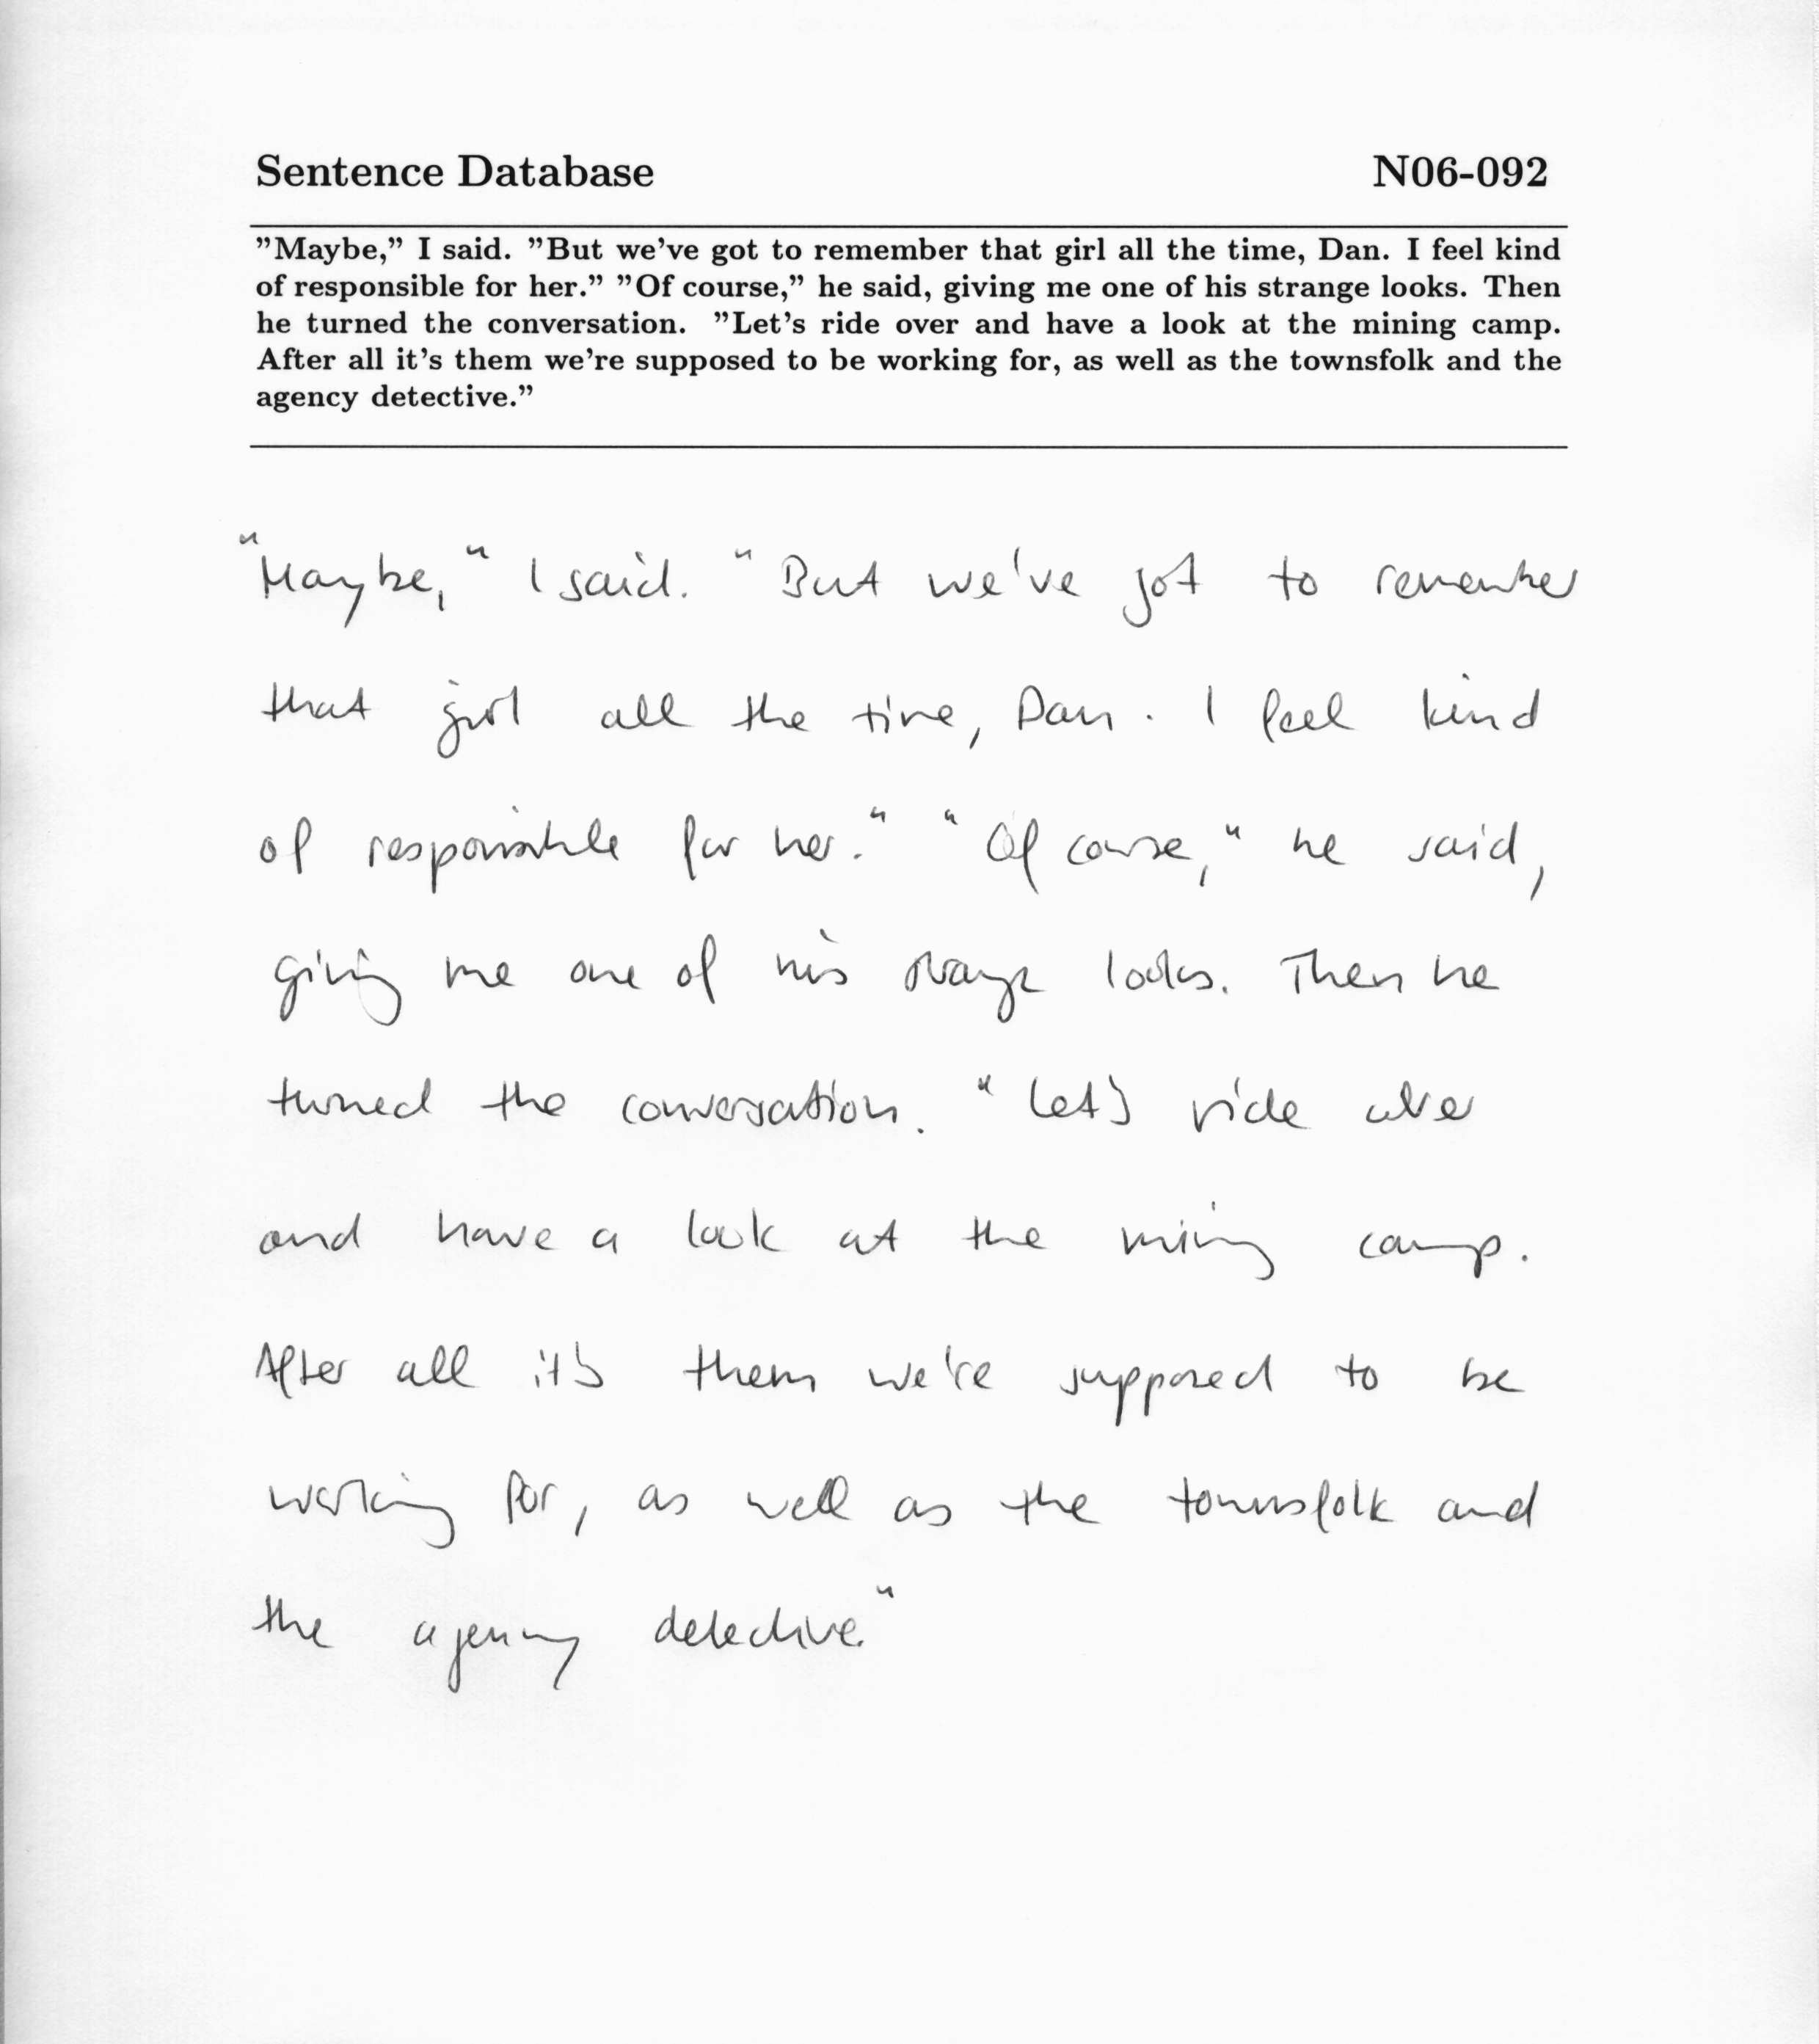 Sentence Database N06-092
"Maybe," I said. "But we've got to remember that girl all the time, Dan. I feel kind
of responsible for her." "Of course," he said, giving me one of his strange looks. Then
he turned the conversation. "Let's ride over and have a look at the mining camp.
After all it's them we're supposed to be working for, as well as the townsfolk and the
agency detective."
"Maybe," I said. "But we've got to remember
that girl all the time, Dan. I feel kind
of responsible for her." "Of course," he said,
giving me one of his strange looks. Then he
turned the conversation. "Let's ride over
and have a look at the mining camp.
After all it's them we're supposed to be
working for, as well as the townsfolk and
the agency detective."